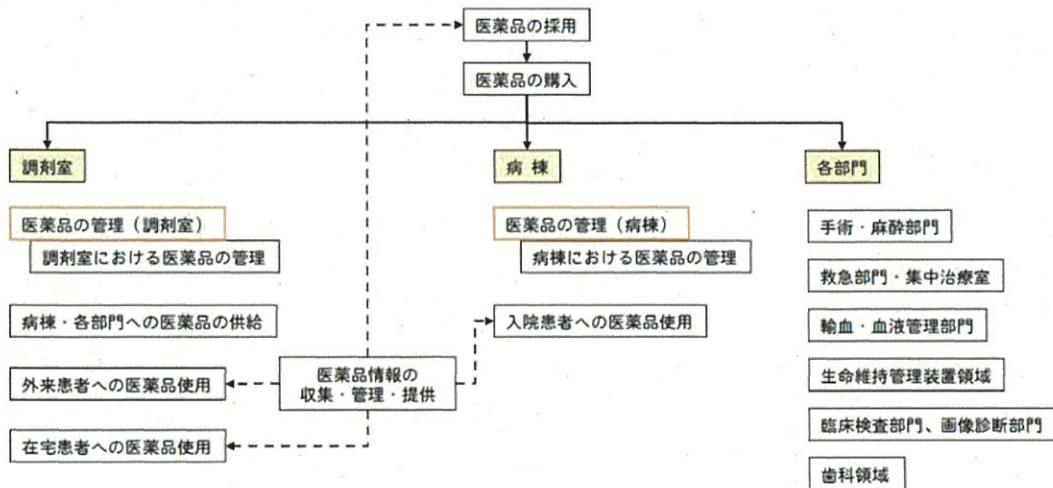 医薬品の採用
医薬品の購入
調剤室
医薬品の管理（調剤室）
調剤室における医薬品の管理
病棟・各部門への医薬品の供給
外来患者への医薬品使用
在宅患者への医薬品使用
医薬品情報の
収集・管理・提供
病 棟
医薬品の管理（病棟）
病棟における医薬品の管理
入院患者への医薬品使用
各部門
手術・麻酔部門
救急部門・集中治療室
輸血・血液管理部門
生命維持管理装置領域
臨床検査部門、画像診断部門
歯科領域